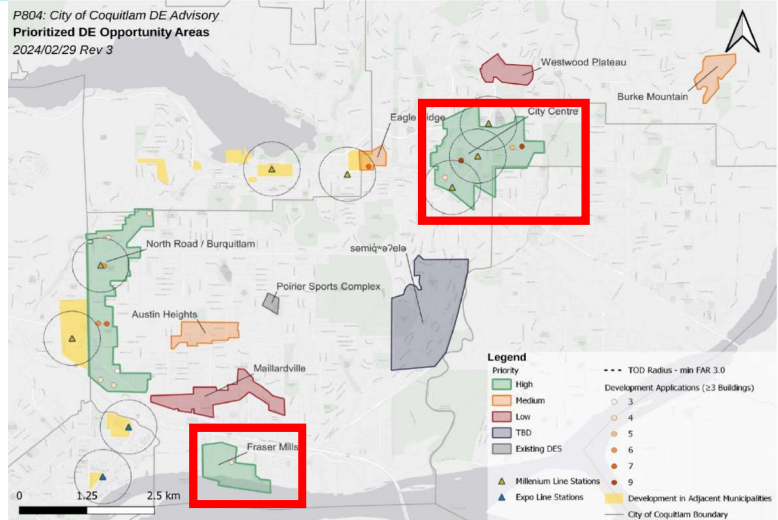 P804: City of Coquitlam DE Advisory
Prioritized DE Opportunity Areas
2024/02/29 Rev 3
Westwood Plateau
Burke Mountain
Eagle Ridge
City Centre
North Road / Burquitlam
səmiq̓ʷəʔelə
Poirier Sports Complex
Austin Heights
Maillardville
Fraser Mills
0 1.25 2.5 km
Legend
Priority
High
Medium
Low
TBD
Existing DES
Millenium Line Stations
Expo Line Stations
TOD Radius - min FAR 3.0
Development Applications (≥3 Buildings)
3
4
5
6
7
9
Development in Adjacent Municipalities
City of Coquitlam Boundary